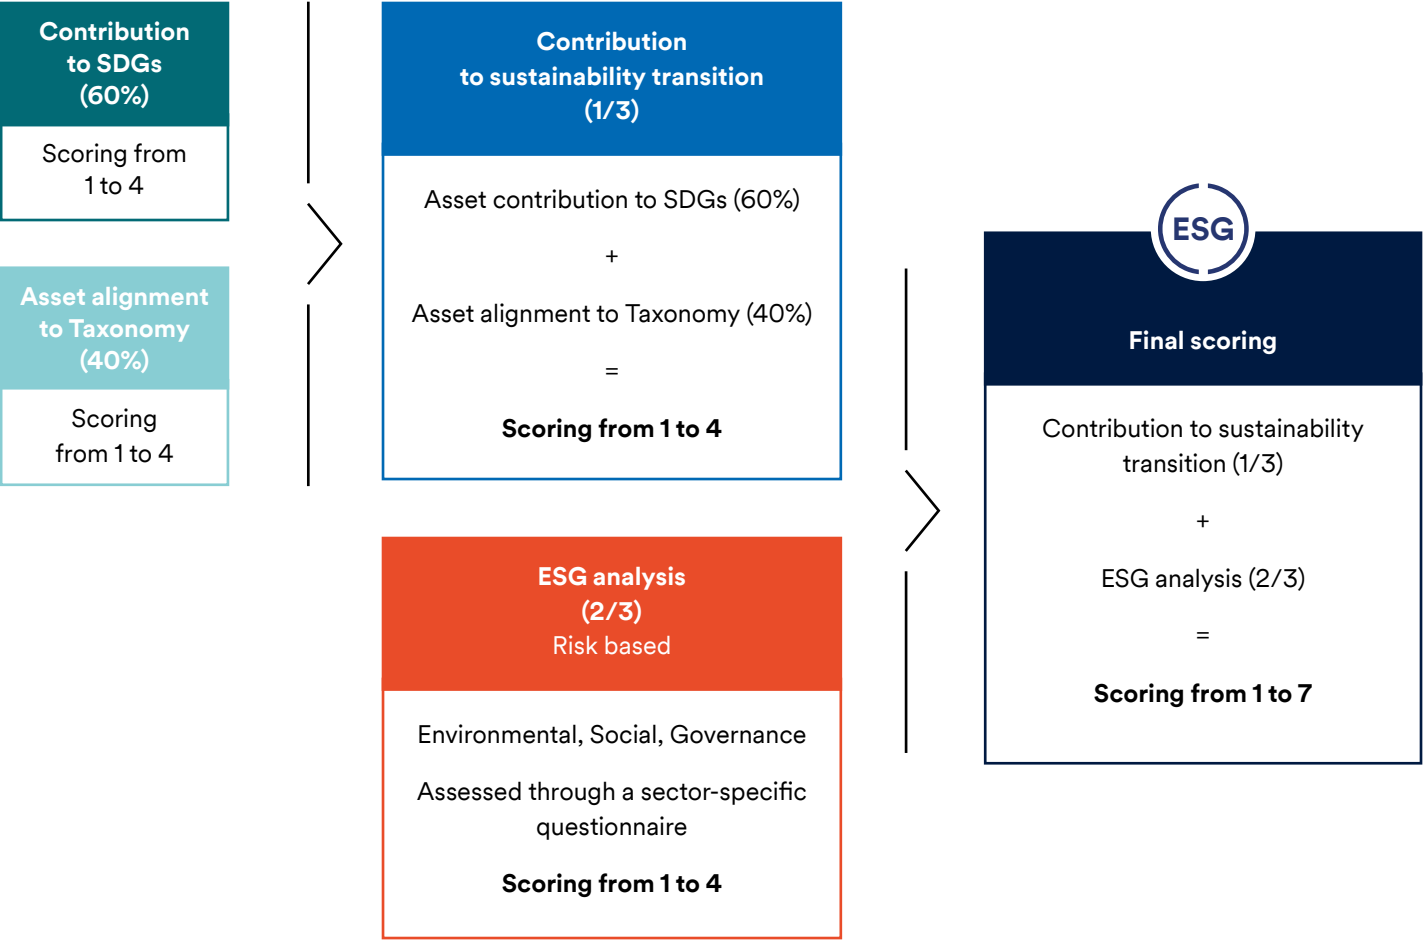 Contribution
to SDGs
(60%)
Scoring from
1 to 4
Asset alignment
to Taxonomy
(40%)
Scoring
from 1 to 4
Contribution
to sustainability transition
(1/3)
Asset contribution to SDGs (60%)
+
Asset alignment to Taxonomy (40%)
=
Scoring from 1 to 4
ESG analysis
(2/3)
Risk based
Environmental, Social, Governance
Assessed through a sector-specific
questionnaire
Scoring from 1 to 4
ESG
Final scoring
Contribution to sustainability
transition (1/3)
+
ESG analysis (2/3)
=
Scoring from 1 to 7